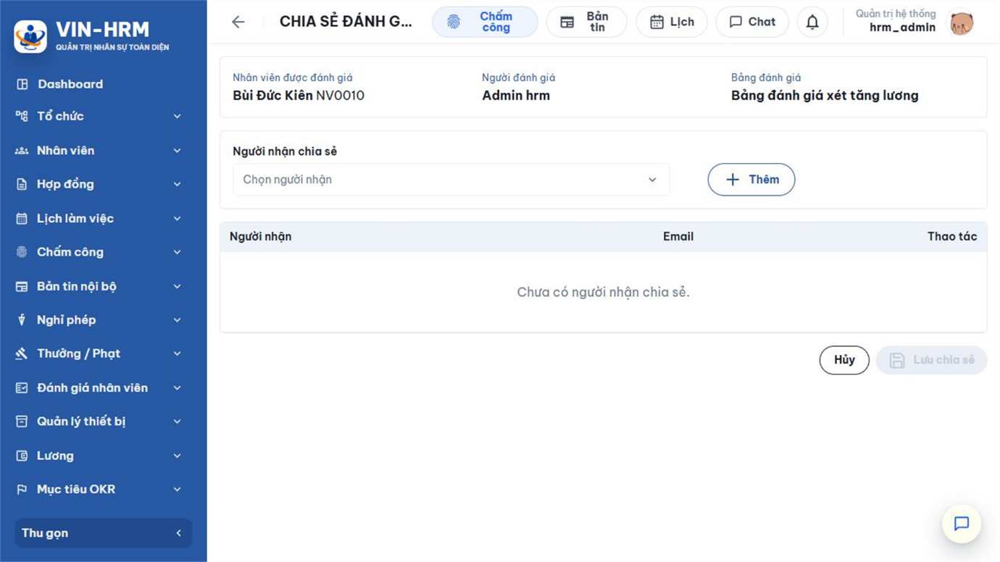 VIN-HRM
QUẢN TRỊ NHÂN SỰ TOÀN DIỆN
Dashboard
Tổ chức
Nhân viên
Hợp đồng
Lịch làm việc
Chấm công
Bản tin nội bộ
Nghỉ phép
Thưởng / Phạt
Đánh giá nhân viên
Quản lý thiết bị
Lương
Mục tiêu OKR
Thu gọn
CHIA SẺ ĐÁNH G...
Chấm
công
Bản
tin
Lịch
Chat
Quản trị hệ thống
hrm_admin
Nhân viên được đánh giá
Bùi Đức Kiên NV0010
Người đánh giá
Admin hrm
Bảng đánh giá
Bảng đánh giá xét tăng lương
Người nhận chia sẻ
Chọn người nhận
Thêm
Người nhận Email Thao tác
Chưa có người nhận chia sẻ.
Hủy
Lưu chia sẻ